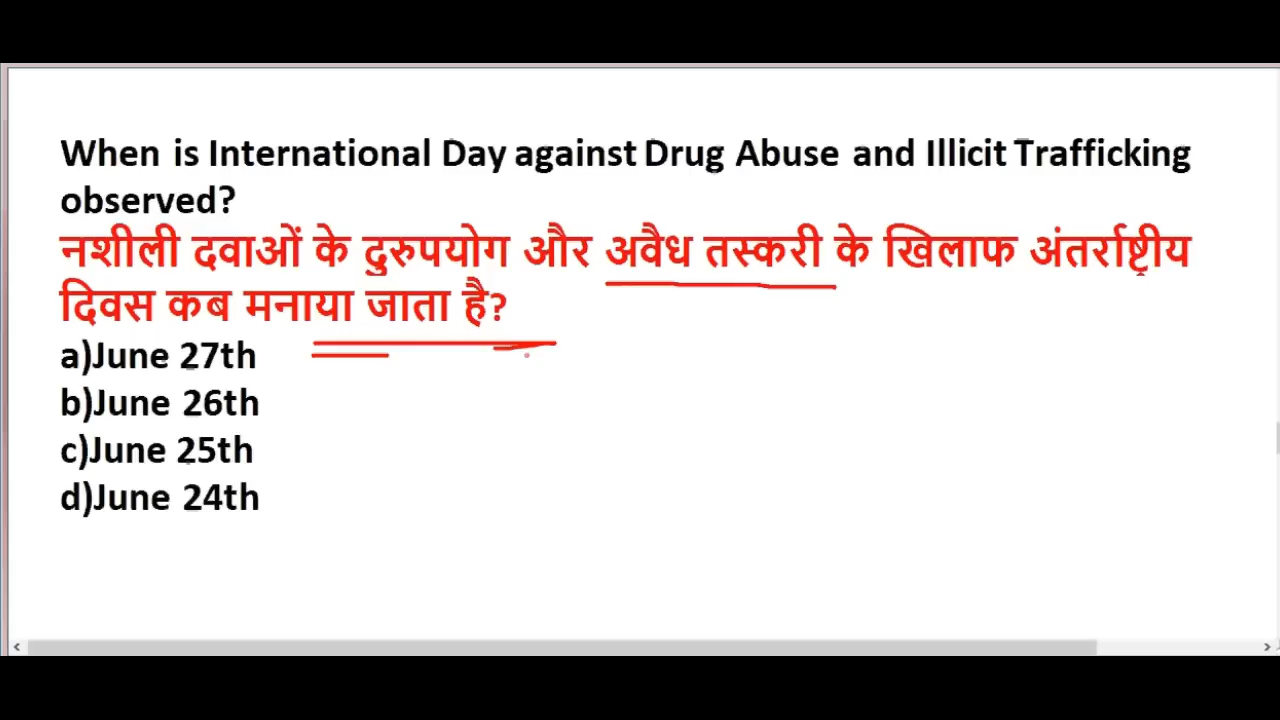 When is International Day against Drug Abuse and Illicit Trafficking
observed?
नशीली दवाओं के दुरुपयोग और अवैध तस्करी के खिलाफ अंतर्राष्ट्रीय
दिवस कब मनाया जाता है?
a)June 27th
b)June 26th
c)June 25th
d)June 24th